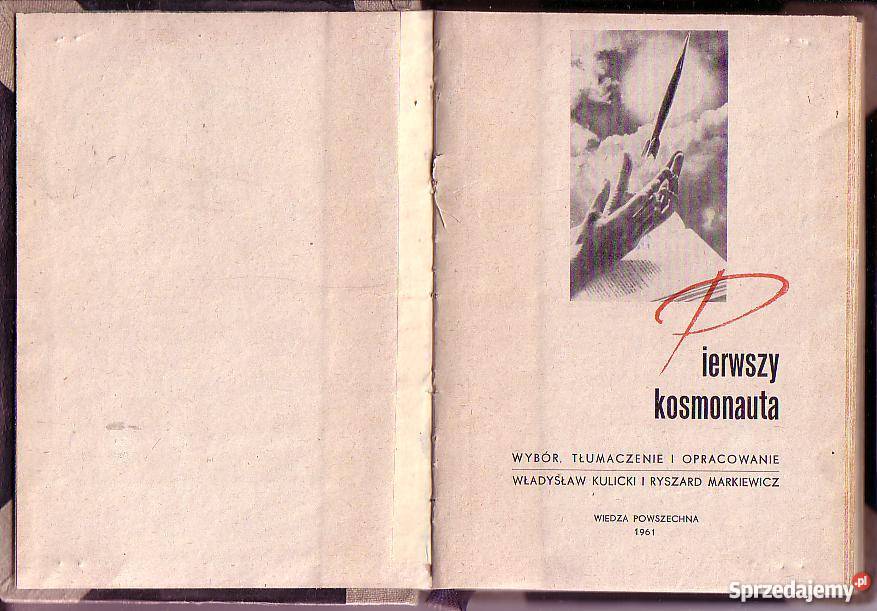 Pierwszy
kosmonauta
WYBÓR, TŁUMACZENIE I OPRACOWANIE
WŁADYSŁAW KULICKI I RYSZARD MARKIEWICZ
WIEDZA POWSZECHNA
1961
Sprzedajemy.pl